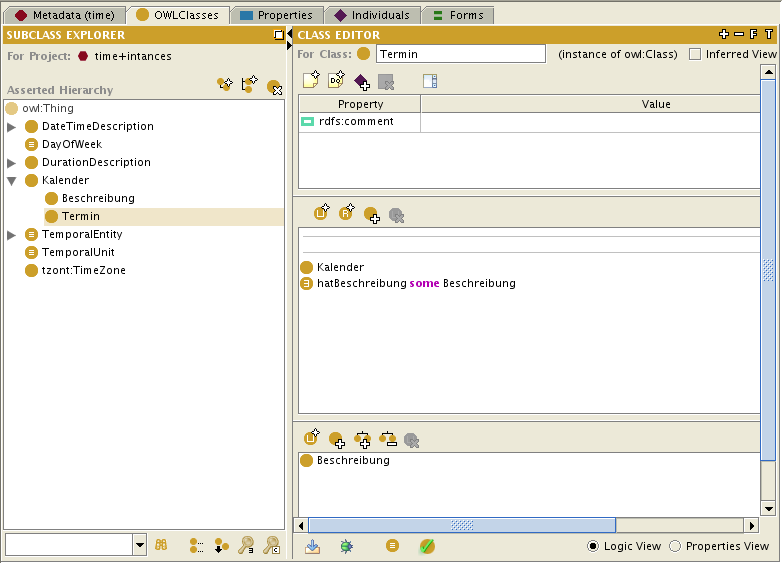 Metadata (time) OWLClasses Properties Individuals Forms
SUBCLASS EXPLORER
For Project: time+intances
Asserted Hierarchy
owl:Thing
DateTimeDescription
DayOfWeek
DurationDescription
Kalender
Beschreibung
Termin
TemporalEntity
TemporalUnit
tzont:TimeZone
CLASS EDITOR
+ − F T
For Class: Termin (instance of owl:Class) Inferred View
Property Value
rdfs:comment
Kalender
hatBeschreibung some Beschreibung
Beschreibung
Logic View Properties View